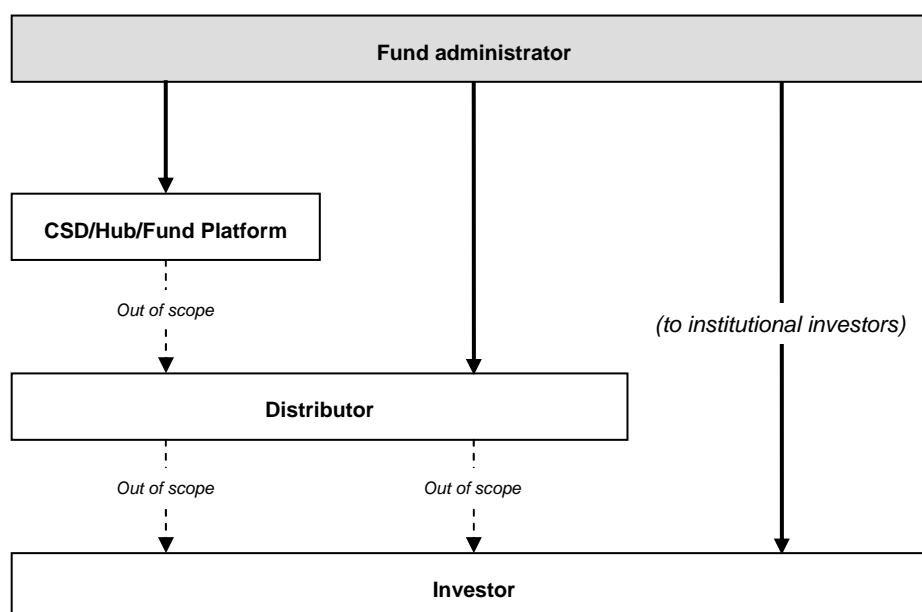 Fund administrator
CSD/Hub/Fund Platform
Out of scope
(to institutional investors)
Distributor
Out of scope
Out of scope
Investor